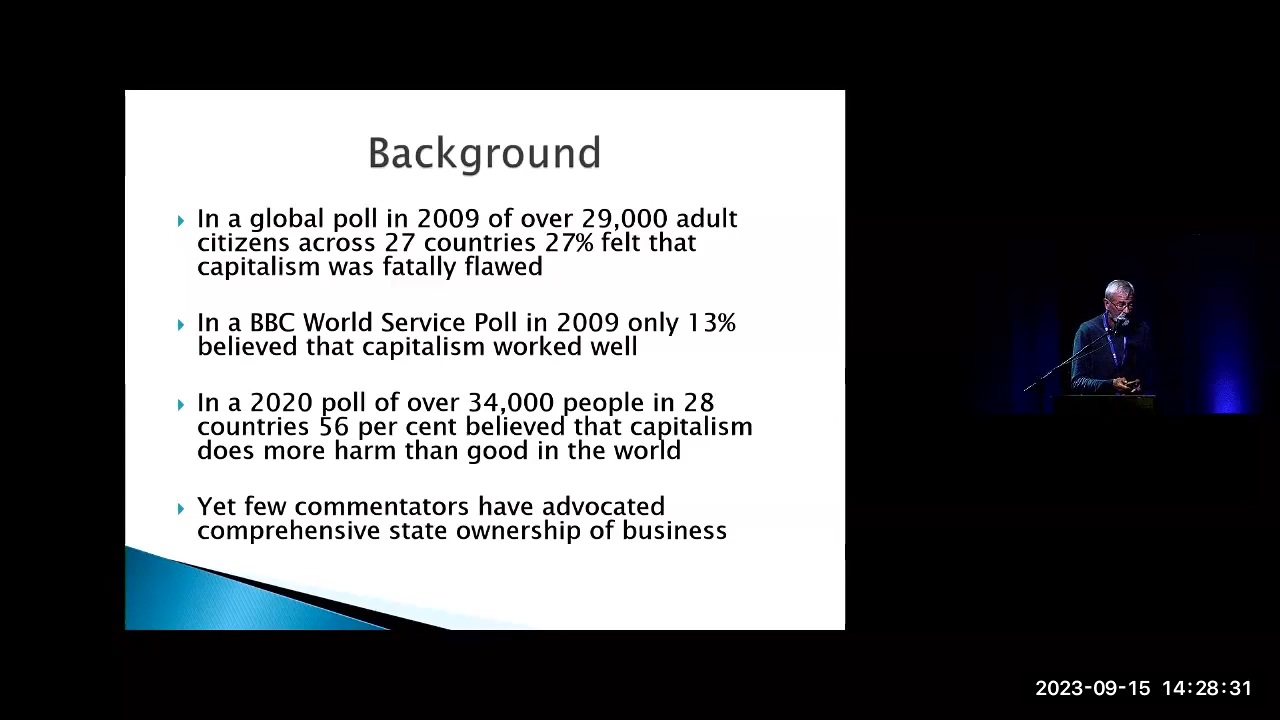 Background
In a global poll in 2009 of over 29,000 adult
citizens across 27 countries 27% felt that
capitalism was fatally flawed
In a BBC World Service Poll in 2009 only 13%
believed that capitalism worked well
In a 2020 poll of over 34,000 people in 28
countries 56 per cent believed that capitalism
does more harm than good in the world
Yet few commentators have advocated
comprehensive state ownership of business
2023-09-15 14:28:31